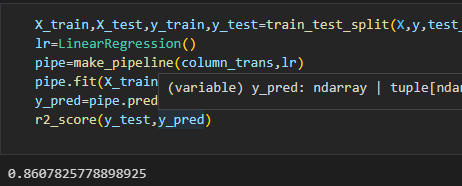 X_train,X_test,y_train,y_test=train_test_split(X,y,test_
lr=LinearRegression()
pipe=make_pipeline(column_trans,lr)
pipe.fit(X_train
(variable) y_pred: ndarray | tuple[ndar
y_pred=pipe.pred
r2_score(y_test,y_pred)
0.8607825778898925